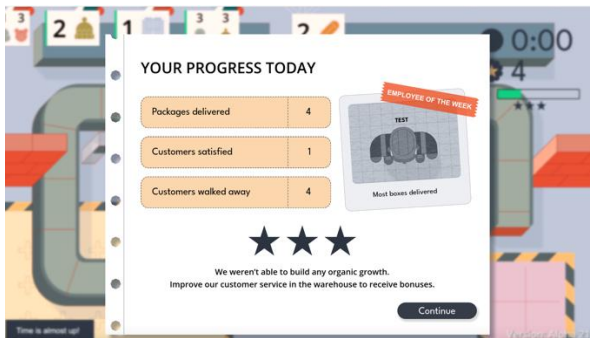 3
2
1
3 3
2
0:00
4
★★★
YOUR PROGRESS TODAY
EMPLOYEE OF THE WEEK
Packages delivered 4
TEST
Customers satisfied 1
Customers walked away 4
Most boxes delivered
We weren't able to build any organic growth.
Improve our customer service in the warehouse to receive bonuses.
Continue
Time is almost up!